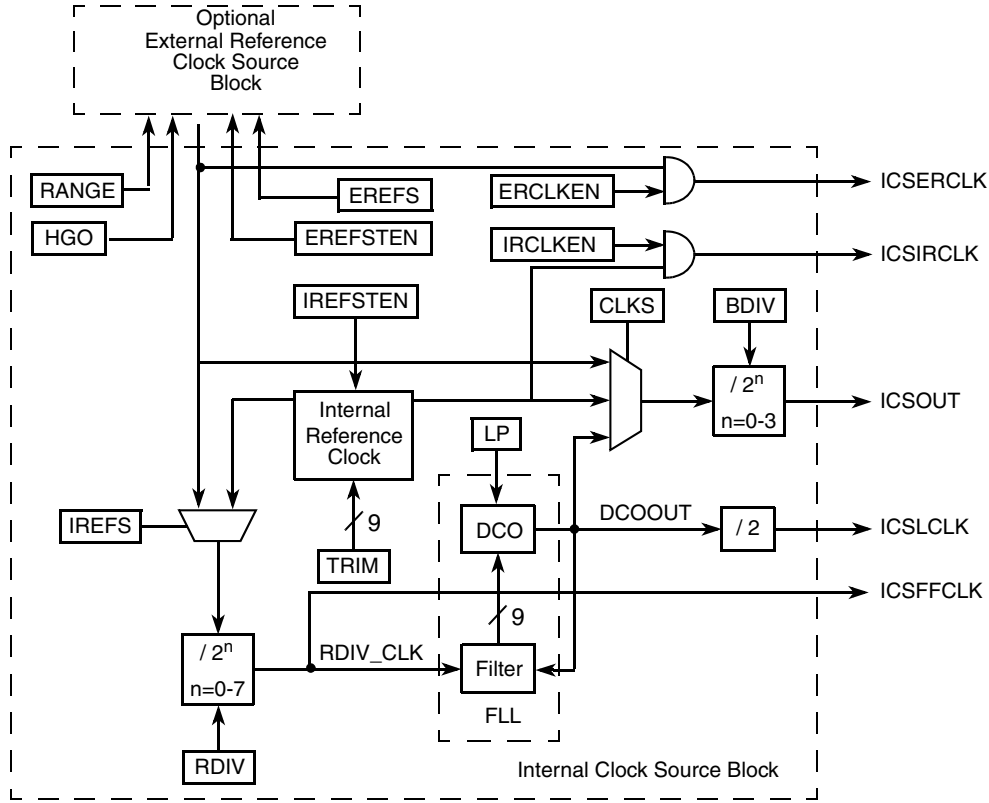 Optional
External Reference
Clock Source
Block
RANGE
HGO
EREFS
EREFSTEN
ERCLKEN
IRCLKEN
ICSERCLK
ICSIRCLK
IREFSTEN
CLKS
BDIV
Internal
Reference
Clock
/ 2ⁿ
n=0-3
ICSOUT
LP
IREFS
9
TRIM
DCO
DCOOUT
/ 2
ICSLCLK
ICSFFCLK
9
/ 2ⁿ
n=0-7
RDIV_CLK
Filter
FLL
RDIV
Internal Clock Source Block